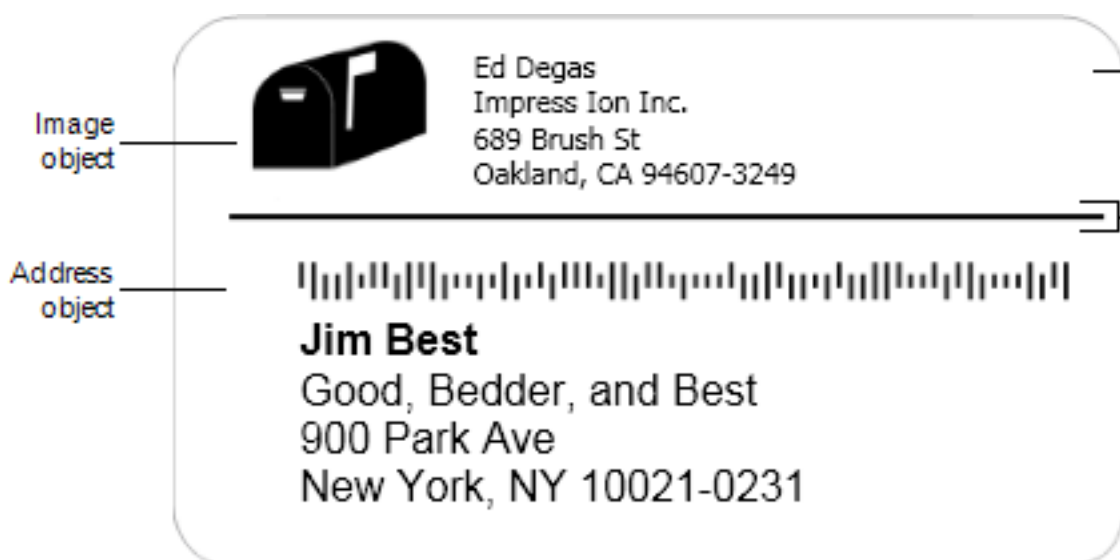 Ed Degas
Impress Ion Inc.
689 Brush St
Oakland, CA 94607-3249
Image
object
Address
object
Jim Best
Good, Bedder, and Best
900 Park Ave
New York, NY 10021-0231